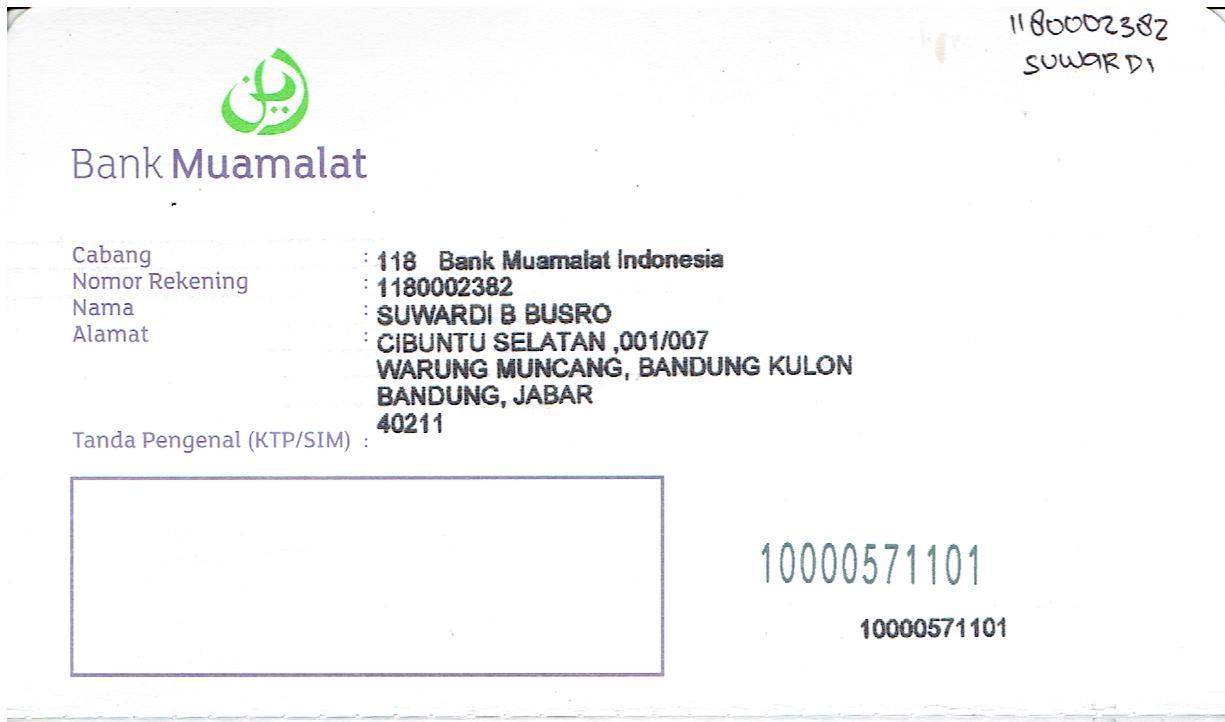 1180002382
SUWARDI
Bank Muamalat
Cabang : 118 Bank Muamalat Indonesia
Nomor Rekening : 1180002382
Nama : SUWARDI B BUSRO
Alamat : CIBUNTU SELATAN ,001/007
WARUNG MUNCANG, BANDUNG KULON
BANDUNG, JABAR
40211
Tanda Pengenal (KTP/SIM) :
10000571101
10000571101